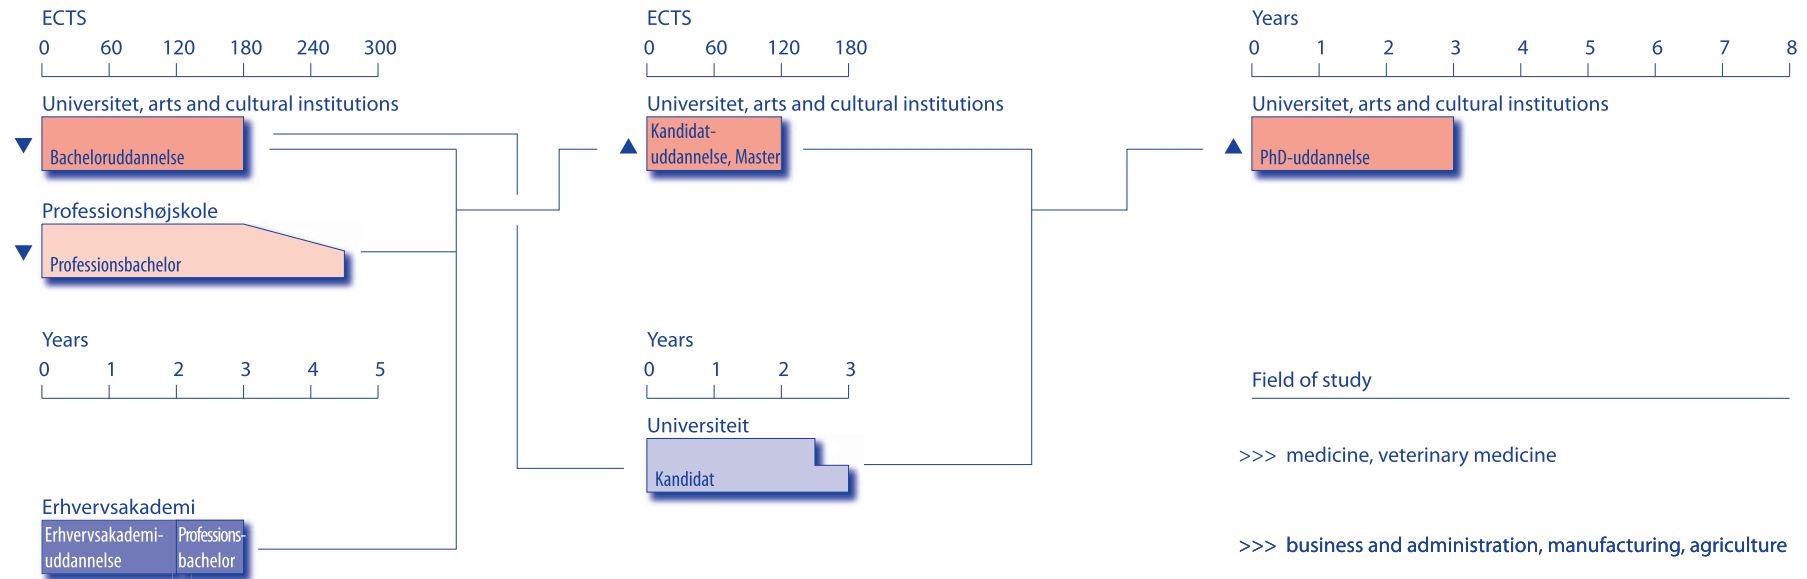 ECTS
0 60 120 180 240 300
Universitet, arts and cultural institutions
Bacheloruddannelse
Professionshøjskole
Professionsbachelor
Years
0 1 2 3 4 5
Erhvervsakademi
Erhvervsakademi-
uddannelse
Professions-
bachelor
ECTS
0 60 120 180
Universitet, arts and cultural institutions
Kandidat-
uddannelse, Master
Years
0 1 2 3
Universiteit
Kandidat
Years
0 1 2 3 4 5 6 7 8
Universitet, arts and cultural institutions
PhD-uddannelse
Field of study
>>> medicine, veterinary medicine
>>> business and administration, manufacturing, agriculture